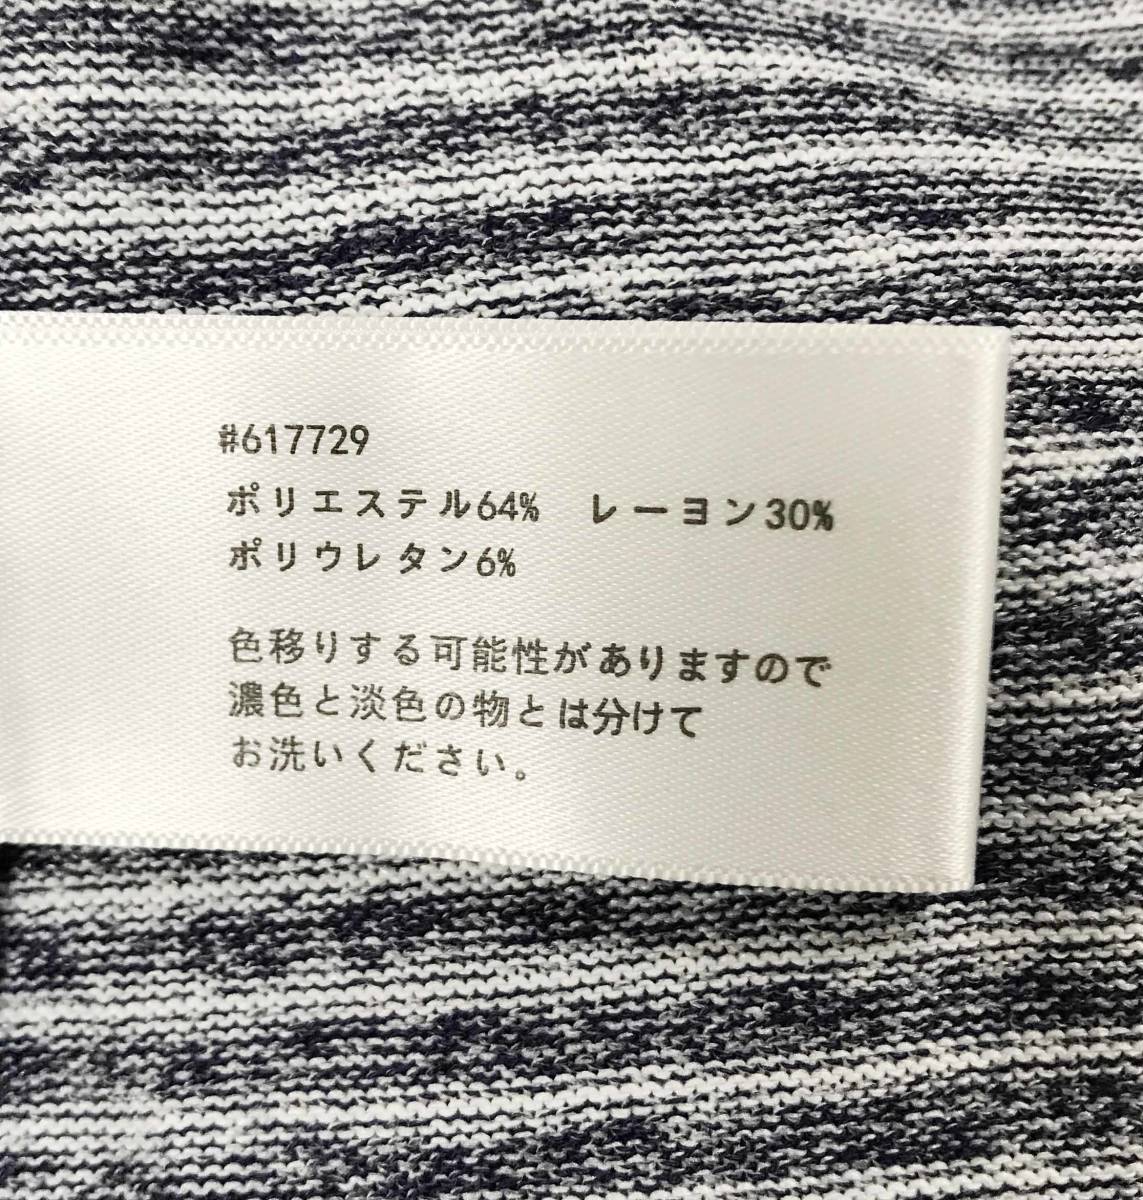 #617729
ポリエステル64%　レーヨン30%
ポリウレタン6%
色移りする可能性がありますので
濃色と淡色の物とは分けて
お洗いください。